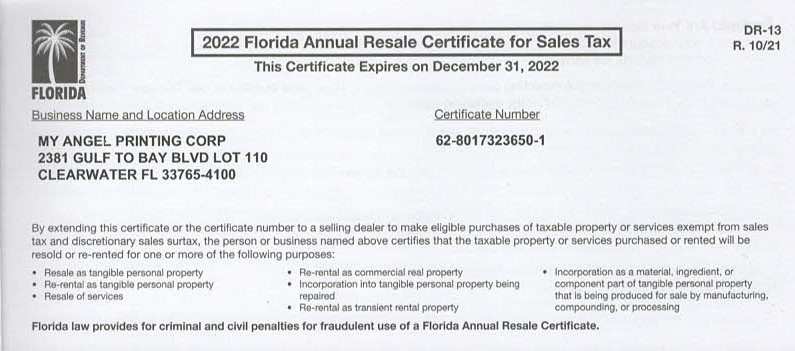 DEPARTMENT OF REVENUE
FLORIDA
2022 Florida Annual Resale Certificate for Sales Tax
This Certificate Expires on December 31, 2022
DR-13
R. 10/21
Business Name and Location Address
Certificate Number
MY ANGEL PRINTING CORP
2381 GULF TO BAY BLVD LOT 110
CLEARWATER FL 33765-4100
62-8017323650-1
By extending this certificate or the certificate number to a selling dealer to make eligible purchases of taxable property or services exempt from sales
tax and discretionary sales surtax, the person or business named above certifies that the taxable property or services purchased or rented will be
resold or re-rented for one or more of the following purposes:
• Resale as tangible personal property
• Re-rental as tangible personal property
• Resale of services
• Re-rental as commercial real property
• Incorporation into tangible personal property being
repaired
• Re-rental as transient rental property
• Incorporation as a material, ingredient, or
component part of tangible personal property
that is being produced for sale by manufacturing,
compounding, or processing
Florida law provides for criminal and civil penalties for fraudulent use of a Florida Annual Resale Certificate.